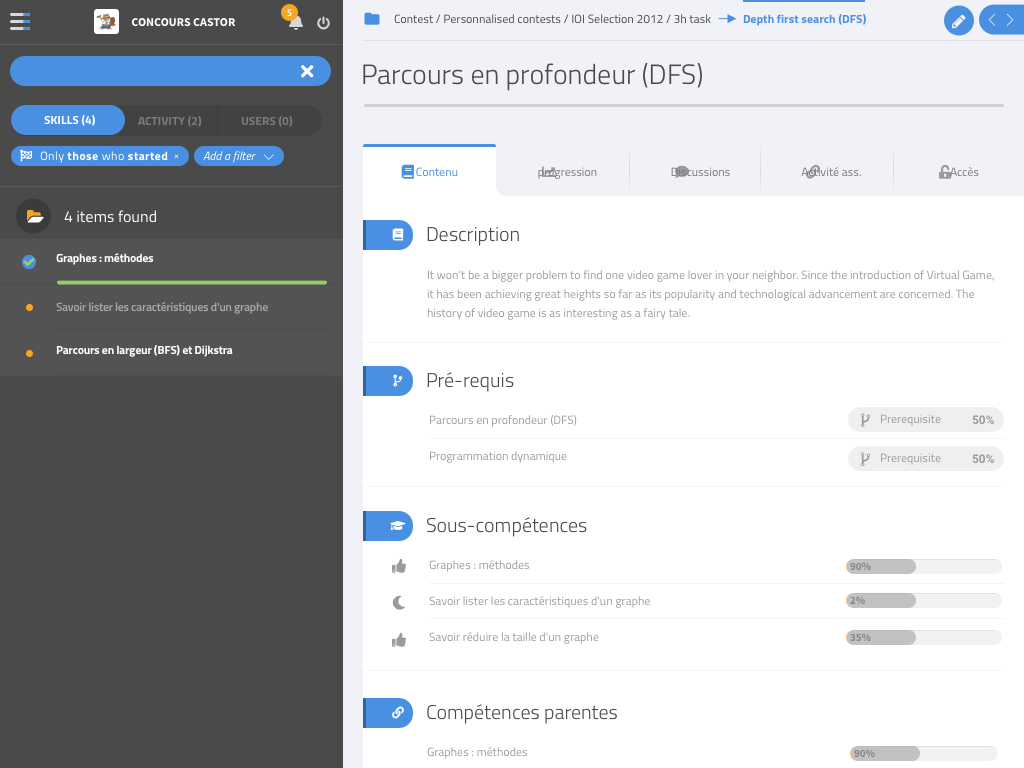 CONCOURS CASTOR
5
SKILLS (4)
ACTIVITY (2)
USERS (0)
Only those who started ×
Add a filter
4 items found
Graphes : méthodes
Savoir lister les caractéristiques d'un graphe
Parcours en largeur (BFS) et Dijkstra
Contest / Personnalised contests / IOI Selection 2012 / 3h task
Depth first search (DFS)
Parcours en profondeur (DFS)
Contenu
progression
Discussions
Activité ass.
Accès
Description
It won't be a bigger problem to find one video game lover in your neighbor. Since the introduction of Virtual Game,
it has been achieving great heights so far as its popularity and technological advancement are concerned. The
history of video game is as interesting as a fairy tale.
Pré-requis
Parcours en profondeur (DFS)
Prerequisite 50%
Programmation dynamique
Prerequisite 50%
Sous-compétences
Graphes : méthodes
90%
Savoir lister les caractéristiques d'un graphe
2%
Savoir réduire la taille d'un graphe
35%
Compétences parentes
Graphes : méthodes
90%